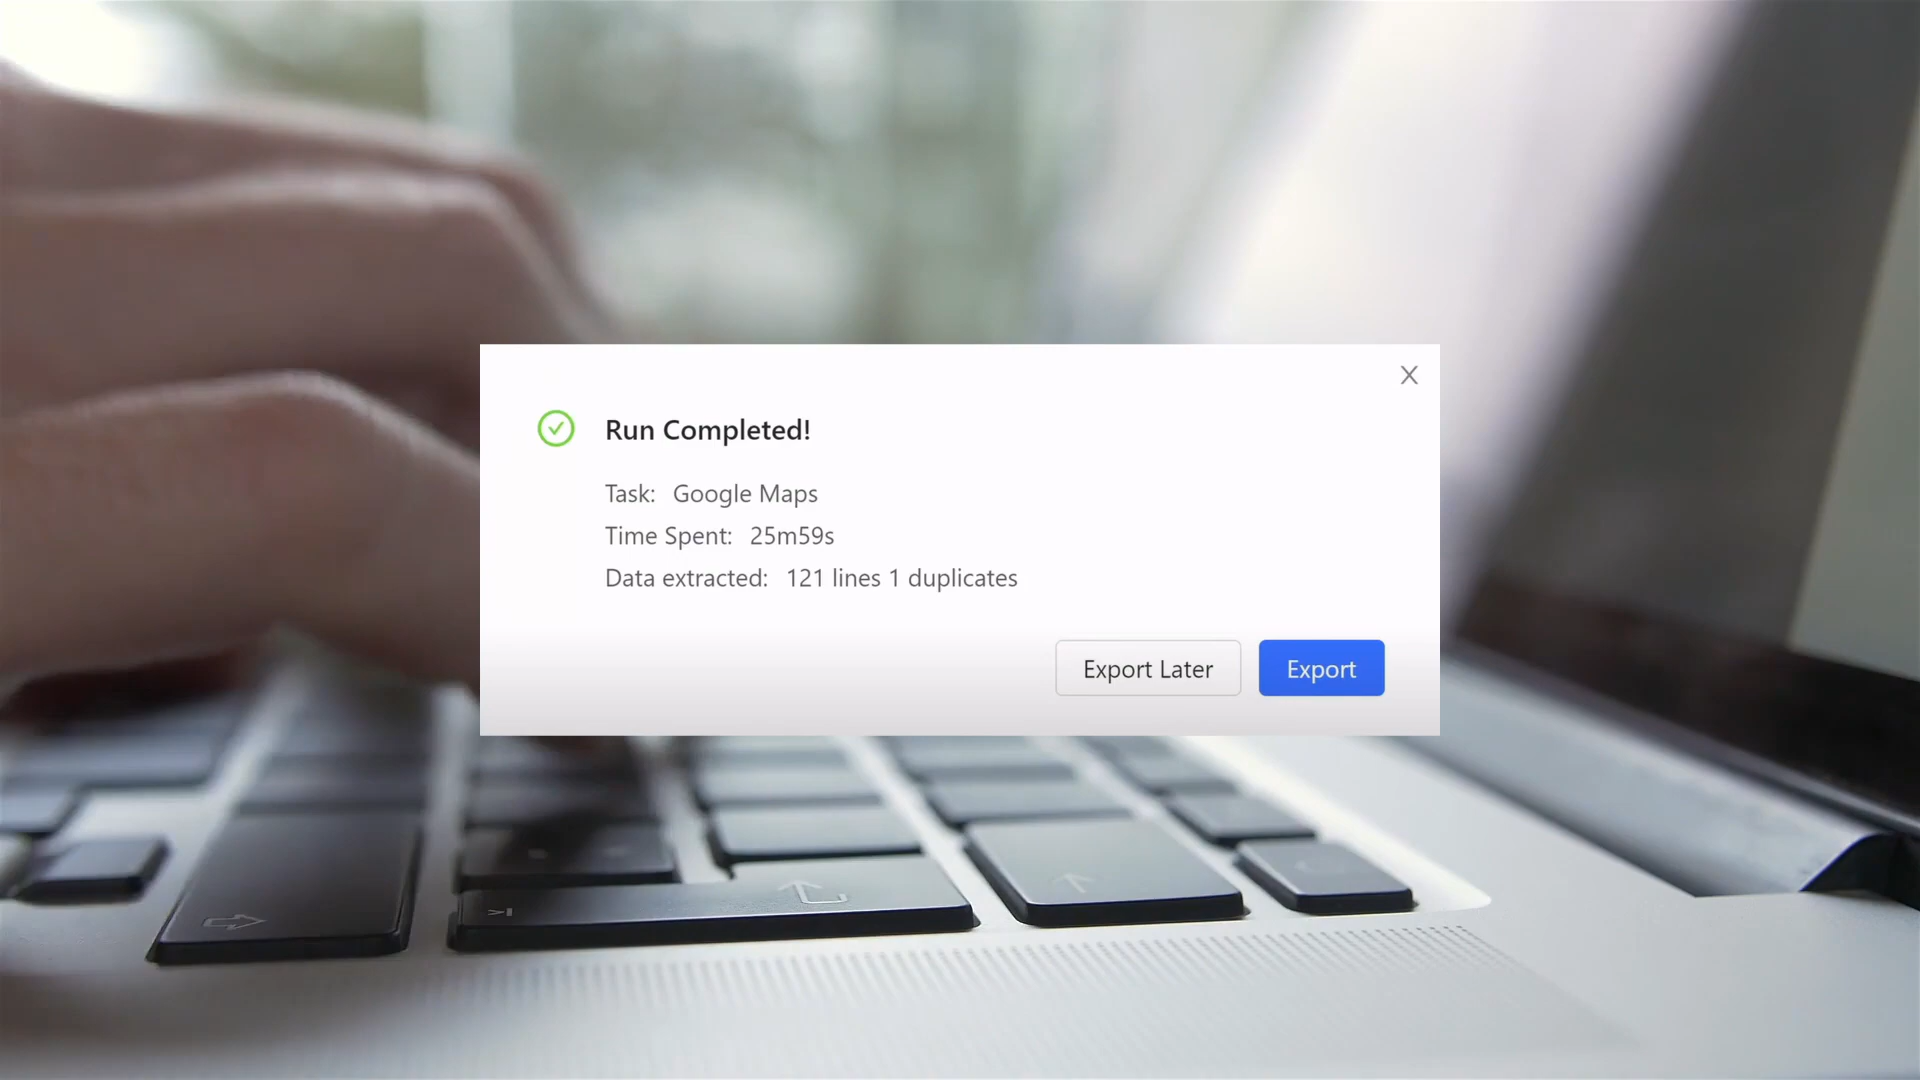 Run Completed!
Task: Google Maps
Time Spent: 25m59s
Data extracted: 121 lines 1 duplicates
Export Later
Export